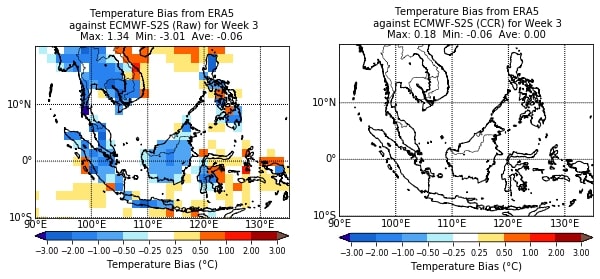 Temperature Bias from ERA5
against ECMWF-S2S (Raw) for Week 3
Max: 1.34 Min: -3.01 Ave: -0.06
10°N
0°
10°S
90°E 100°E 110°E 120°E 130°E
−3.00 −2.00 −1.00 −0.50 −0.25 0.25 0.50 1.00 2.00 3.00
Temperature Bias (°C)
Temperature Bias from ERA5
against ECMWF-S2S (CCR) for Week 3
Max: 0.18 Min: -0.06 Ave: 0.00
10°N
0°
10°S
90°E 100°E 110°E 120°E 130°E
−3.00 −2.00 −1.00 −0.50 −0.25 0.25 0.50 1.00 2.00 3.00
Temperature Bias (°C)